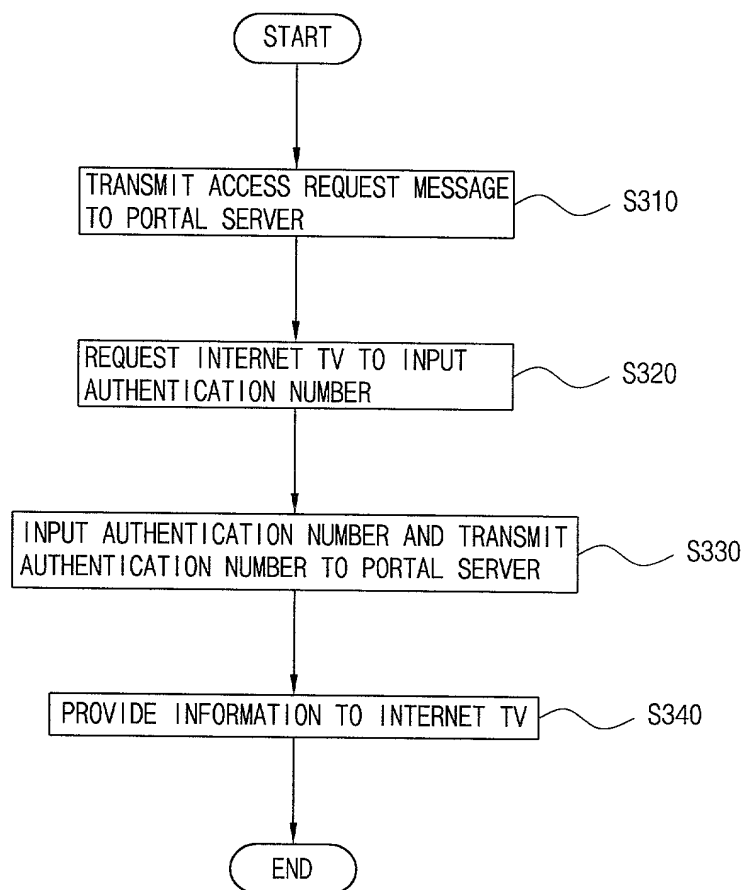 START
TRANSMIT ACCESS REQUEST MESSAGE
TO PORTAL SERVER
S310
REQUEST INTERNET TV TO INPUT
AUTHENTICATION NUMBER
S320
INPUT AUTHENTICATION NUMBER AND TRANSMIT
AUTHENTICATION NUMBER TO PORTAL SERVER
S330
PROVIDE INFORMATION TO INTERNET TV
S340
END